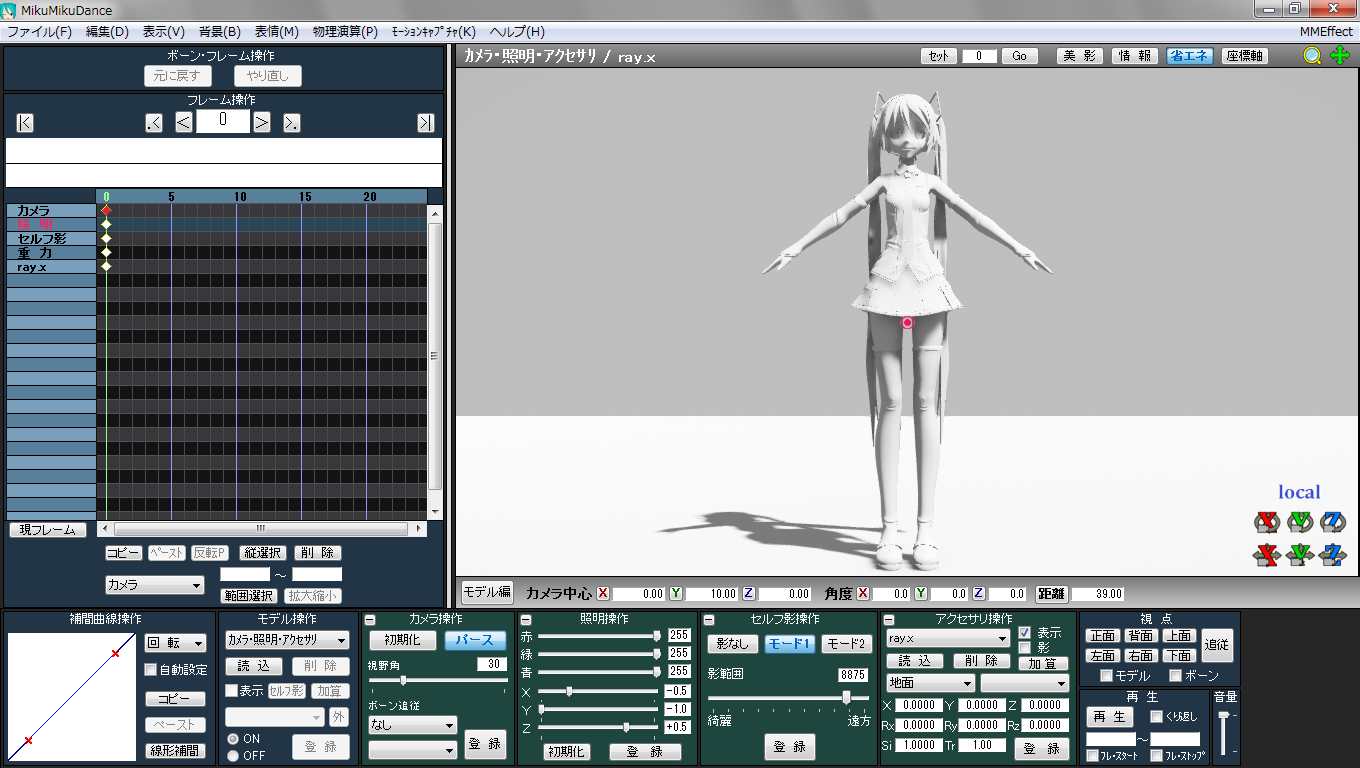 MikuMikuDance
ファイル(F) 編集(D) 表示(V) 背景(B) 表情(M) 物理演算(P) ﾓｰｼｮﾝｷｬﾌﾟﾁｬ(K) ヘルプ(H) MMEffect
ボーン・フレーム操作
元に戻す やり直し
フレーム操作
|< .< < 0 > >. >|
0 5 10 15 20
カメラ
照 明
セルフ影
重 力
ray.x
現フレーム
コピー ﾍﾟｰｽﾄ 反転P 縦選択 削 除
カメラ ～
範囲選択 拡大縮小
カメラ・照明・アクセサリ / ray.x
セット 0 Go 美 影 情 報 省エネ 座標軸
local
X Y Z
X Y Z
モデル編 カメラ中心 X 0.00 Y 10.00 Z 0.00 角度 X 0.0 Y 0.0 Z 0.0 距離 39.00
補間曲線操作
回 転
自動設定
コピー
ペースト
線形補間
モデル操作
カメラ・照明・アクセサリ
読 込 削 除
表示 セルフ影 加算
外
ON
OFF
登 録
カメラ操作
初期化 パース
視野角 30
ボーン追従
なし
登 録
照明操作
赤 255
緑 255
青 255
X -0.5
Y -1.0
Z +0.5
初期化 登 録
セルフ影操作
影なし モード1 モード2
影範囲 8875
綺麗 遠方
登 録
アクセサリ操作
ray.x 表示
影
読 込 削 除 加 算
地面
X 0.0000 Y 0.0000 Z 0.0000
Rx 0.0000 Ry 0.0000 Rz 0.0000
Si 1.0000 Tr 1.00 登 録
視 点
正面 背面 上面 追従
左面 右面 下面
モデル ボーン
再 生
再 生 くり返し
～
ﾌﾚ･ｽﾀｰﾄ ﾌﾚ･ｽﾄｯﾌﾟ
音量